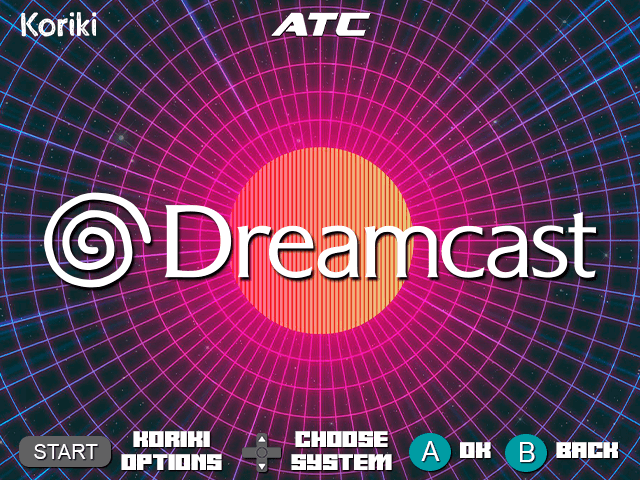 Koriki
ATC
Dreamcast
START
KORIKI
OPTIONS
CHOOSE
SYSTEM
A
OK
B
BACK